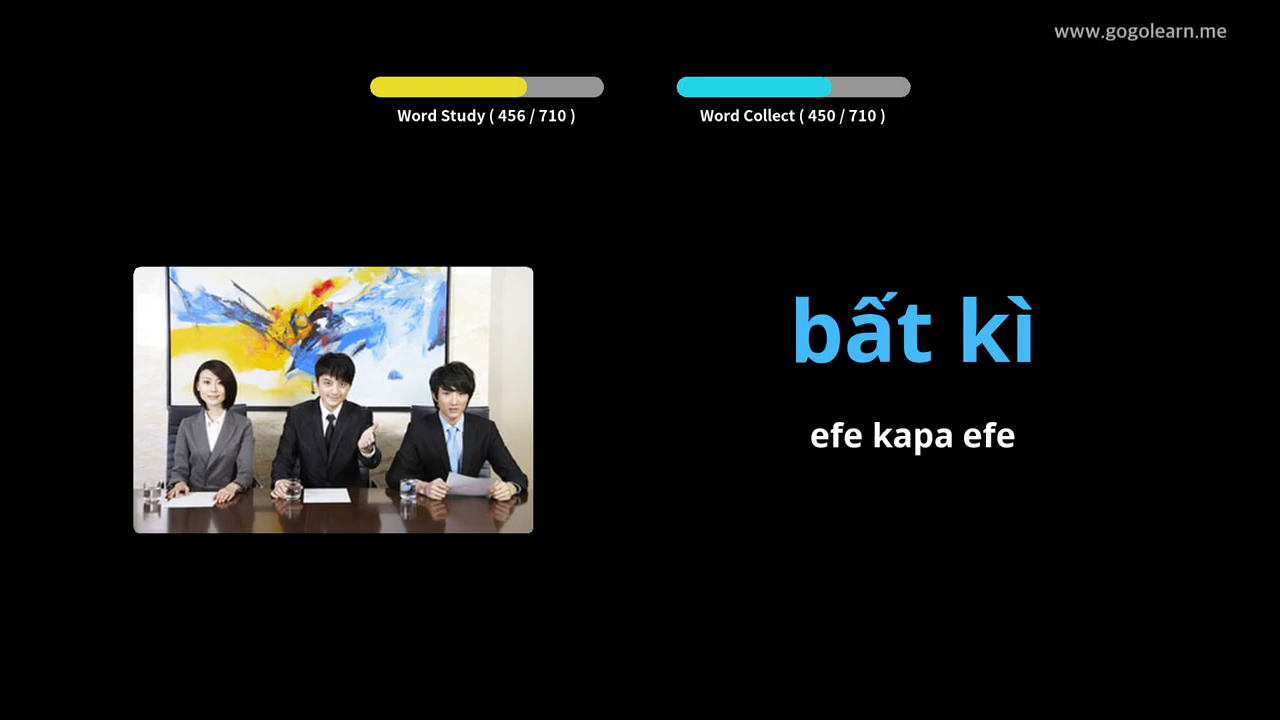 www.gogolearn.me
Word Study ( 456 / 710 )
Word Collect ( 450 / 710 )
bất kì
efe kapa efe